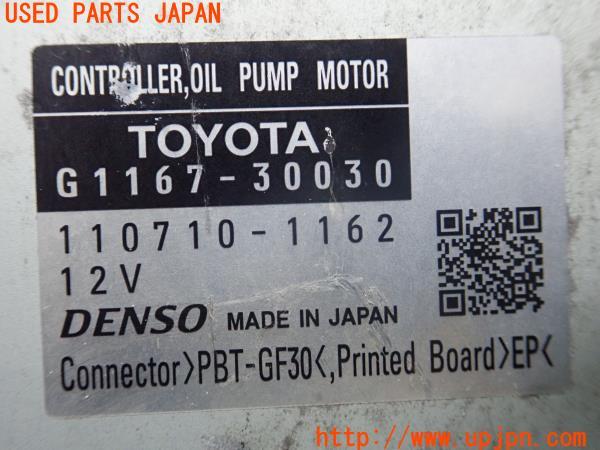 USED PARTS JAPAN
CONTROLLER,OIL PUMP MOTOR
TOYOTA
G1167-30030
110710-1162
12V
DENSO MADE IN JAPAN
Connector>PBT-GF30<,Printed Board>EP<
http://www.upjpn.com